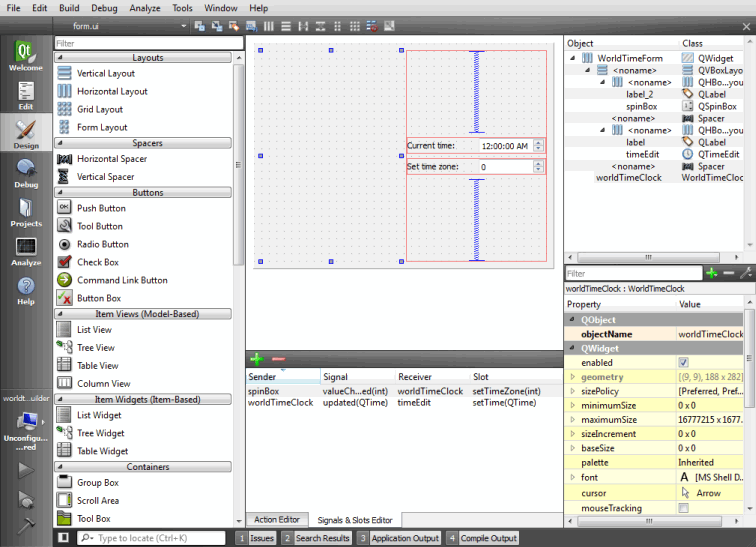 File Edit Build Debug Analyze Tools Window Help
form.ui
Qt
Welcome
Edit
Design
Debug
Projects
Analyze
Help
worldt...uilder
Unconfigu...red
Filter
Layouts
Vertical Layout
Horizontal Layout
Grid Layout
Form Layout
Spacers
Horizontal Spacer
Vertical Spacer
Buttons
OK Push Button
Tool Button
Radio Button
Check Box
Command Link Button
Button Box
Item Views (Model-Based)
List View
Tree View
Table View
Column View
Item Widgets (Item-Based)
List Widget
Tree Widget
Table Widget
Containers
Group Box
Scroll Area
Tool Box
Current time: 12:00:00 AM
Set time zone: 0
Sender Signal Receiver Slot
spinBox valueCh...ed(int) worldTimeClock setTimeZone(int)
worldTimeClock updated(QTime) timeEdit setTime(QTime)
Action Editor Signals & Slots Editor
Object Class
WorldTimeForm QWidget
<noname> QVBoxLayo
<noname> QHBo...you
label_2 QLabel
spinBox QSpinBox
<noname> Spacer
<noname> QHBo...you
label QLabel
timeEdit QTimeEdit
<noname> Spacer
worldTimeClock WorldTimeCloc
Filter
worldTimeClock : WorldTimeClock
Property Value
QObject
objectName worldTimeClock
QWidget
enabled
geometry [(9, 9), 188 x 282]
sizePolicy [Preferred, Pref...
minimumSize 0 x 0
maximumSize 16777215 x 1677...
sizeIncrement 0 x 0
baseSize 0 x 0
palette Inherited
font A [MS Shell D...
cursor Arrow
mouseTracking
Type to locate (Ctrl+K) 1 Issues 2 Search Results 3 Application Output 4 Compile Output